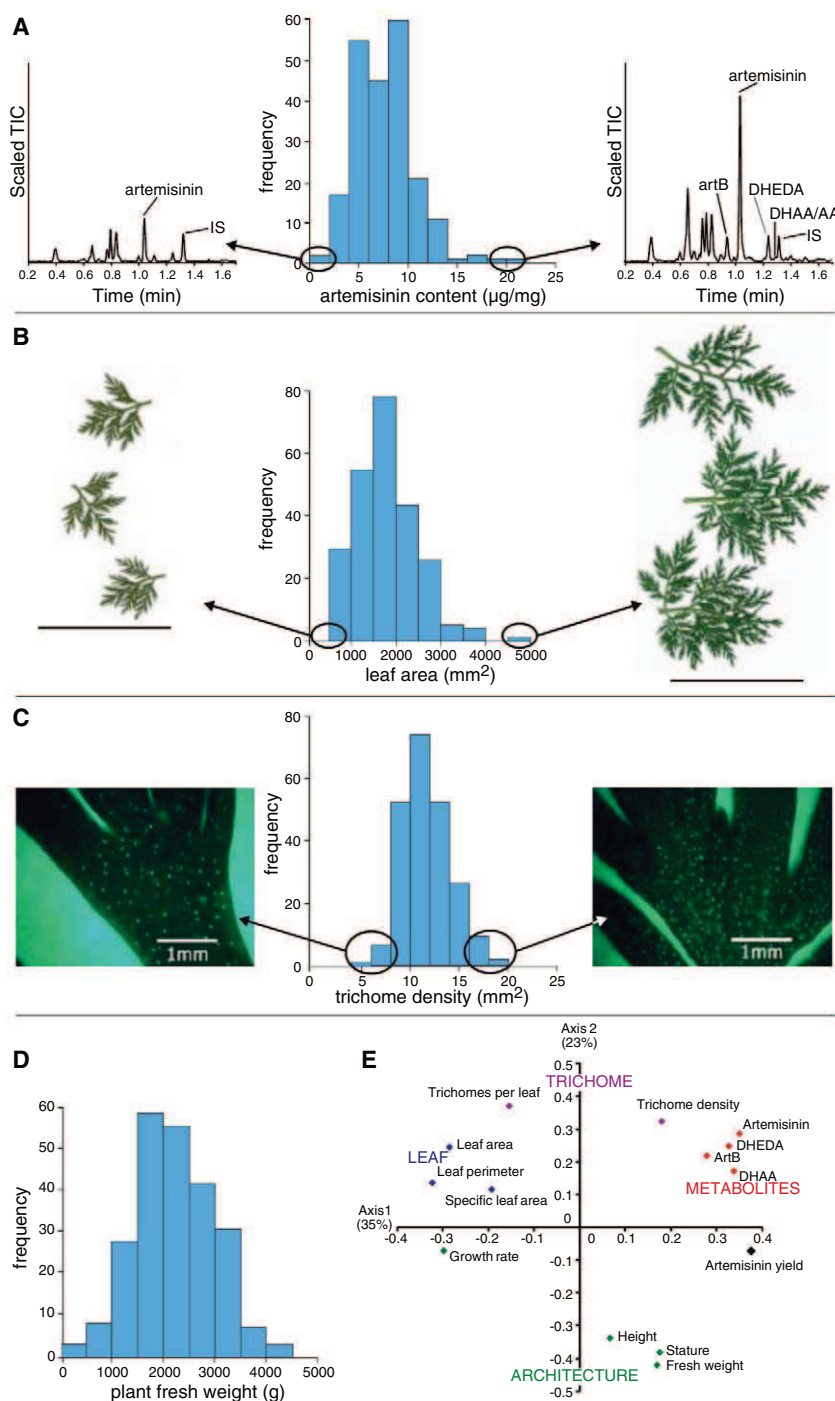 A
Scaled TIC
artemisinin
IS
0.2 0.4 0.6 0.8 1.0 1.2 1.4 1.6
Time (min)
frequency
60
50
40
30
20
10
0
0 5 10 15 20 25
artemisinin content (µg/mg)
Scaled TIC
artemisinin
artB
DHEDA
DHAA/AA
IS
0.2 0.4 0.6 0.8 1.0 1.2 1.4 1.6
Time (min)
B
frequency
80
60
40
20
0
0 1000 2000 3000 4000 5000
leaf area (mm²)
C
1mm
frequency
80
60
40
20
0
5 10 15 20 25
trichome density (mm²)
1mm
D
frequency
60
50
40
30
20
10
0
0 1000 2000 3000 4000 5000
plant fresh weight (g)
E
Axis 2
(23%)
0.5
0.4
0.3
0.2
0.1
0
-0.1
-0.2
-0.3
-0.4
-0.5
TRICHOME
Trichomes per leaf
Trichome density
Artemisinin
DHEDA
ArtB
DHAA
METABOLITES
LEAF
Leaf area
Leaf perimeter
Specific leaf area
Axis1
(35%)
-0.4 -0.3 -0.2 -0.1 0 0.1 0.2 0.3 0.4
Growth rate
Artemisinin yield
Height
Stature
Fresh weight
ARCHITECTURE